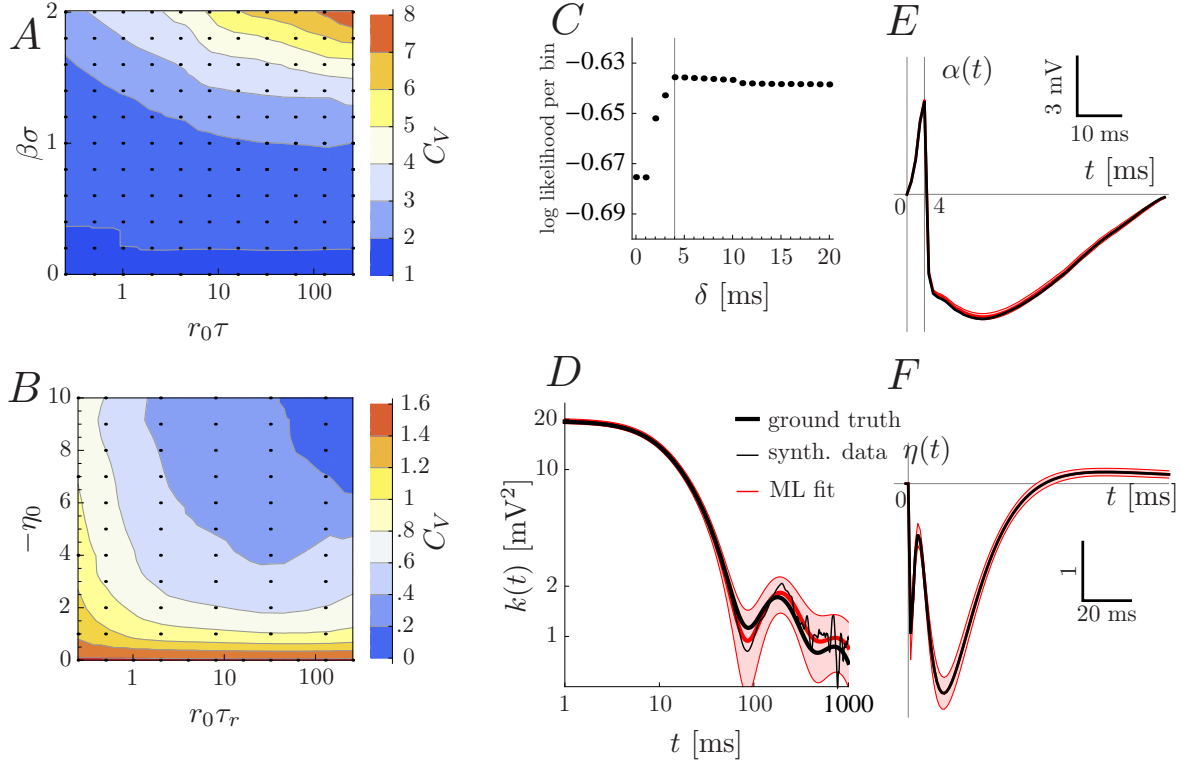 A
2
1
0
βσ
1
10
100
r₀τ
8
7
6
5
4
3
2
1
C_V
B
10
8
6
4
2
0
−η₀
1
10
100
r₀τ_r
1.6
1.4
1.2
1
.8
.6
.4
.2
0
C_V
C
−0.63
−0.65
−0.67
−0.69
log likelihood per bin
0
5
10
15
20
δ [ms]
D
20
10
2
1
k(t) [mV²]
1
10
100
1000
t [ms]
ground truth
synth. data
ML fit
E
α(t)
3 mV
10 ms
t [ms]
0
4
F
η(t)
0
t [ms]
1
20 ms